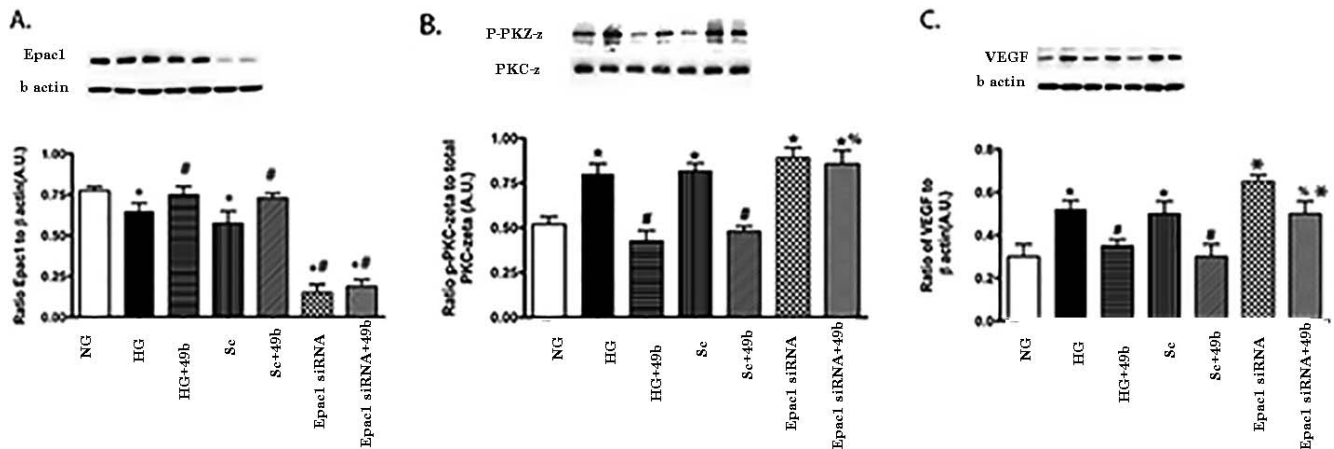 A.
Epac1
b actin
Ratio Epac1 to β actin(A.U.)
1.00
0.75
0.50
0.25
0.00
*
#
*
#
*#
*#
NG
HG
HG+49b
Sc
Sc+49b
Epac1 siRNA
Epac1 siRNA+49b
B.
P-PKZ-z
PKC-z
Ratio p-PKC-zeta to total
PKC-zeta (A.U.)
1.00
0.75
0.50
0.25
0.00
*
#
*
#
*
*%
NG
HG
HG+49b
Sc
Sc+49b
Epac1 siRNA
Epac1 siRNA+49b
C.
VEGF
b actin
Ratio of VEGF to
β actin(A.U.)
0.8
0.6
0.4
0.2
0.0
*
#
*
#
*
%*
NG
HG
HG+49b
Sc
Sc+49b
Epac1 siRNA
Epac1 siRNA+49b